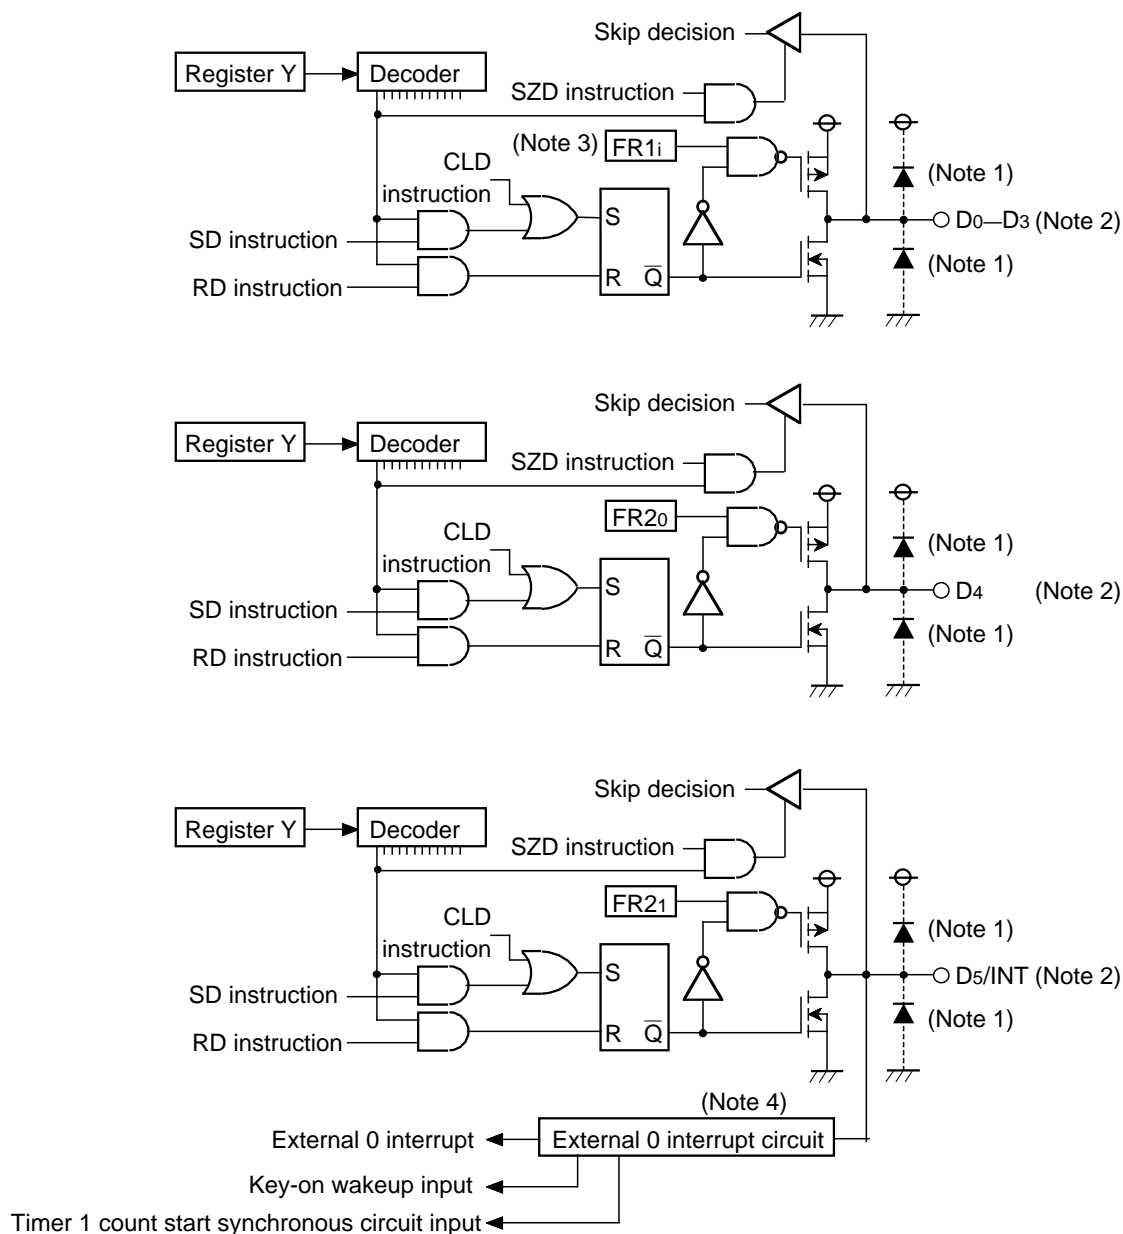 Skip decision
Register Y
Decoder
SZD instruction
(Note 3)
FR1i
CLD
instruction
(Note 1)
S
D0—D3 (Note 2)
SD instruction
(Note 1)
R Q
RD instruction
Skip decision
Register Y
Decoder
SZD instruction
FR20
CLD
instruction
(Note 1)
S
D4 (Note 2)
SD instruction
(Note 1)
R Q
RD instruction
Skip decision
Register Y
Decoder
SZD instruction
FR21
CLD
instruction
(Note 1)
S
D5/INT (Note 2)
SD instruction
(Note 1)
R Q
RD instruction
(Note 4)
External 0 interrupt
External 0 interrupt circuit
Key-on wakeup input
Timer 1 count start synchronous circuit input